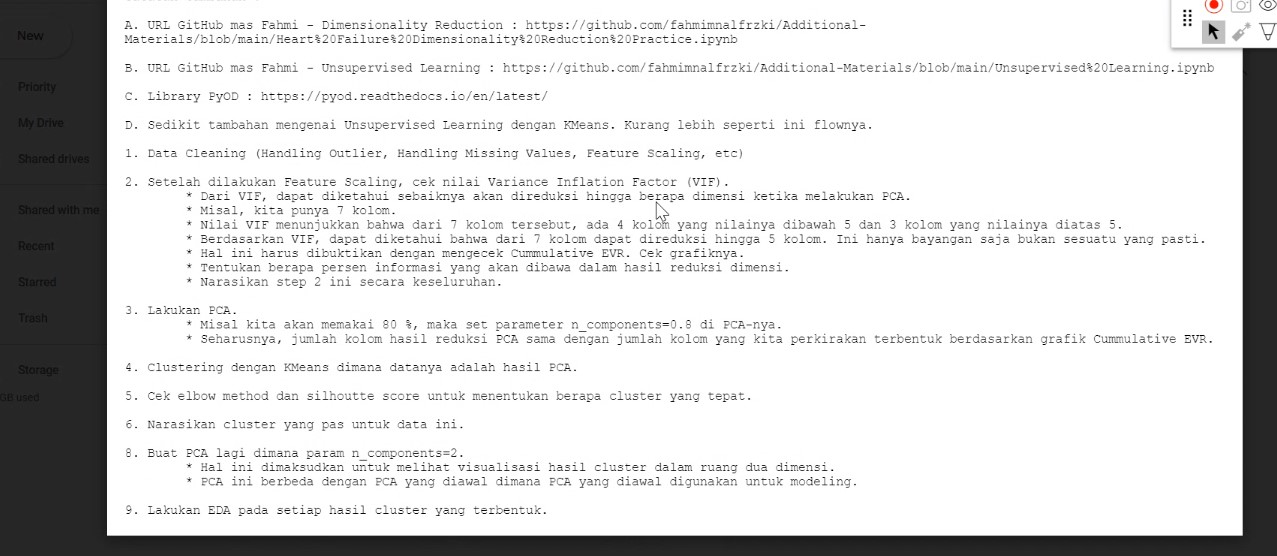 New
Priority
My Drive
Shared drives
Shared with me
Recent
Starred
Trash
Storage
GB used
A. URL GitHub mas Fahmi - Dimensionality Reduction : https://github.com/fahmimnalfrzki/Additional-
Materials/blob/main/Heart%20Failure%20Dimensionality%20Reduction%20Practice.ipynb
B. URL GitHub mas Fahmi - Unsupervised Learning : https://github.com/fahmimnalfrzki/Additional-Materials/blob/main/Unsupervised%20Learning.ipynb
C. Library PyOD : https://pyod.readthedocs.io/en/latest/
D. Sedikit tambahan mengenai Unsupervised Learning dengan KMeans. Kurang lebih seperti ini flownya.
1. Data Cleaning (Handling Outlier, Handling Missing Values, Feature Scaling, etc)
2. Setelah dilakukan Feature Scaling, cek nilai Variance Inflation Factor (VIF).
* Dari VIF, dapat diketahui sebaiknya akan direduksi hingga berapa dimensi ketika melakukan PCA.
* Misal, kita punya 7 kolom.
* Nilai VIF menunjukkan bahwa dari 7 kolom tersebut, ada 4 kolom yang nilainya dibawah 5 dan 3 kolom yang nilainya diatas 5.
* Berdasarkan VIF, dapat diketahui bahwa dari 7 kolom dapat direduksi hingga 5 kolom. Ini hanya bayangan saja bukan sesuatu yang pasti.
* Hal ini harus dibuktikan dengan mengecek Cummulative EVR. Cek grafiknya.
* Tentukan berapa persen informasi yang akan dibawa dalam hasil reduksi dimensi.
* Narasikan step 2 ini secara keseluruhan.
3. Lakukan PCA.
* Misal kita akan memakai 80 %, maka set parameter n_components=0.8 di PCA-nya.
* Seharusnya, jumlah kolom hasil reduksi PCA sama dengan jumlah kolom yang kita perkirakan terbentuk berdasarkan grafik Cummulative EVR.
4. Clustering dengan KMeans dimana datanya adalah hasil PCA.
5. Cek elbow method dan silhoutte score untuk menentukan berapa cluster yang tepat.
6. Narasikan cluster yang pas untuk data ini.
8. Buat PCA lagi dimana param n_components=2.
* Hal ini dimaksudkan untuk melihat visualisasi hasil cluster dalam ruang dua dimensi.
* PCA ini berbeda dengan PCA yang diawal dimana PCA yang diawal digunakan untuk modeling.
9. Lakukan EDA pada setiap hasil cluster yang terbentuk.